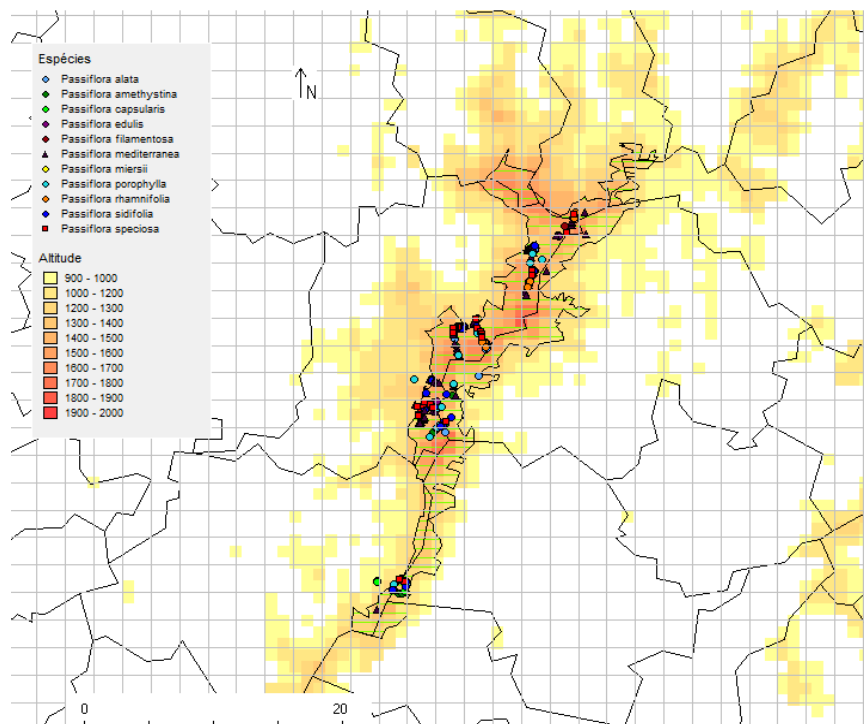 Espécies
Passiflora alata
Passiflora amethystina
Passiflora capsularis
Passiflora edulis
Passiflora filamentosa
Passiflora mediterranea
Passiflora miersii
Passiflora porophylla
Passiflora rhamnifolia
Passiflora sidifolia
Passiflora speciosa
Altitude
900 - 1000
1000 - 1200
1200 - 1300
1300 - 1400
1400 - 1500
1500 - 1600
1600 - 1700
1700 - 1800
1800 - 1900
1900 - 2000
N
0 20